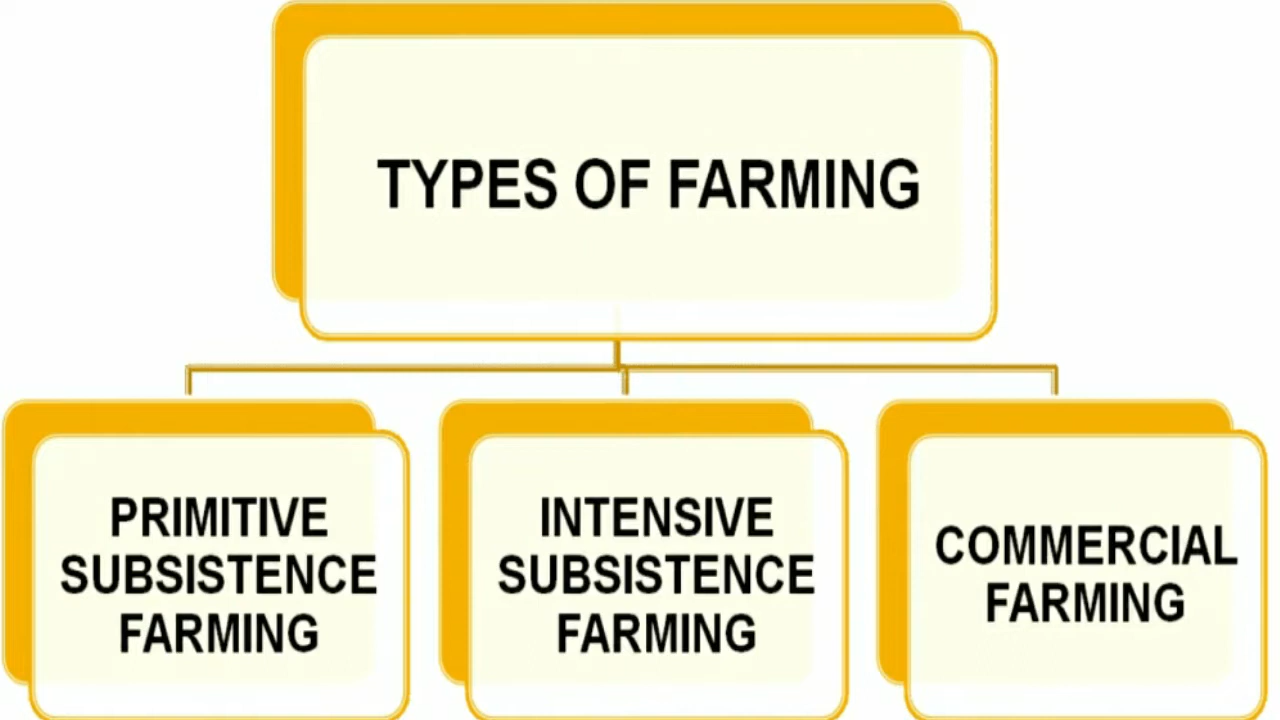 TYPES OF FARMING
PRIMITIVE
SUBSISTENCE
FARMING
INTENSIVE
SUBSISTENCE
FARMING
COMMERCIAL
FARMING